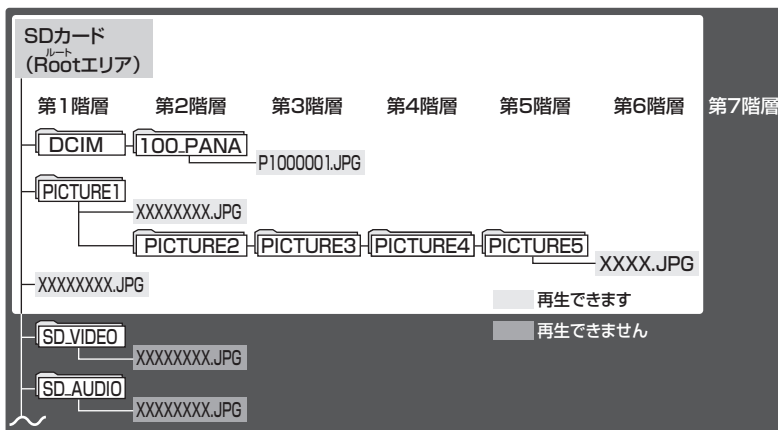 SDカード
ルート
（Rootエリア）
第1階層 第2階層 第3階層 第4階層 第5階層 第6階層 第7階層
DCIM 100_PANA
P1000001.JPG
PICTURE1
XXXXXXXX.JPG
PICTURE2 PICTURE3 PICTURE4 PICTURE5
XXXX.JPG
XXXXXXXX.JPG
再生できます
再生できません
SD_VIDEO
XXXXXXXX.JPG
SD_AUDIO
XXXXXXXX.JPG